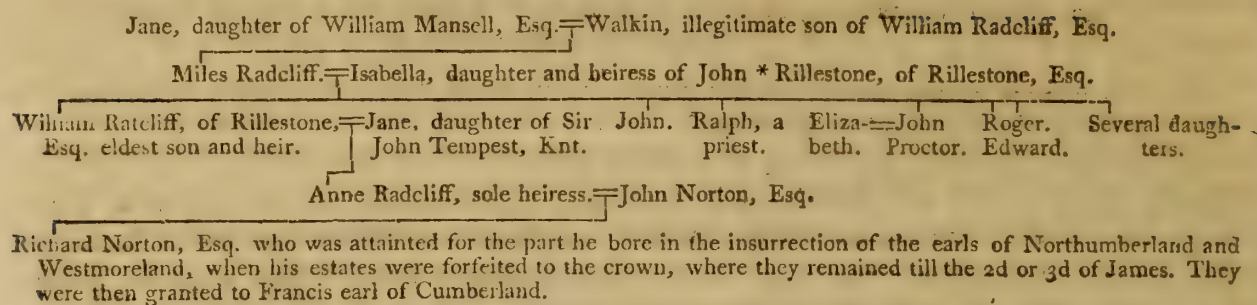 Jane, daughter of William Mansell, Esq.=Walkin, illegitimate son of William Radcliff, Esq.
Miles Radcliff.=Isabella, daughter and heiress of John * Rillestone, of Rillestone, Esq.
William Ratcliff, of Rillestone,=Jane, daughter of Sir John. Ralph, a Eliza-=John Roger. Several daugh-
Esq. eldest son and heir. John Tempest, Knt. priest. beth. Proctor. Edward. ters.
Anne Radcliff, sole heiress.=John Norton, Esq.
Richard Norton, Esq. who was attainted for the part he bore in the insurrection of the earls of Northumberland and
Westmoreland, when his estates were forfeited to the crown, where they remained till the 2d or 3d of James. They
were then granted to Francis earl of Cumberland.